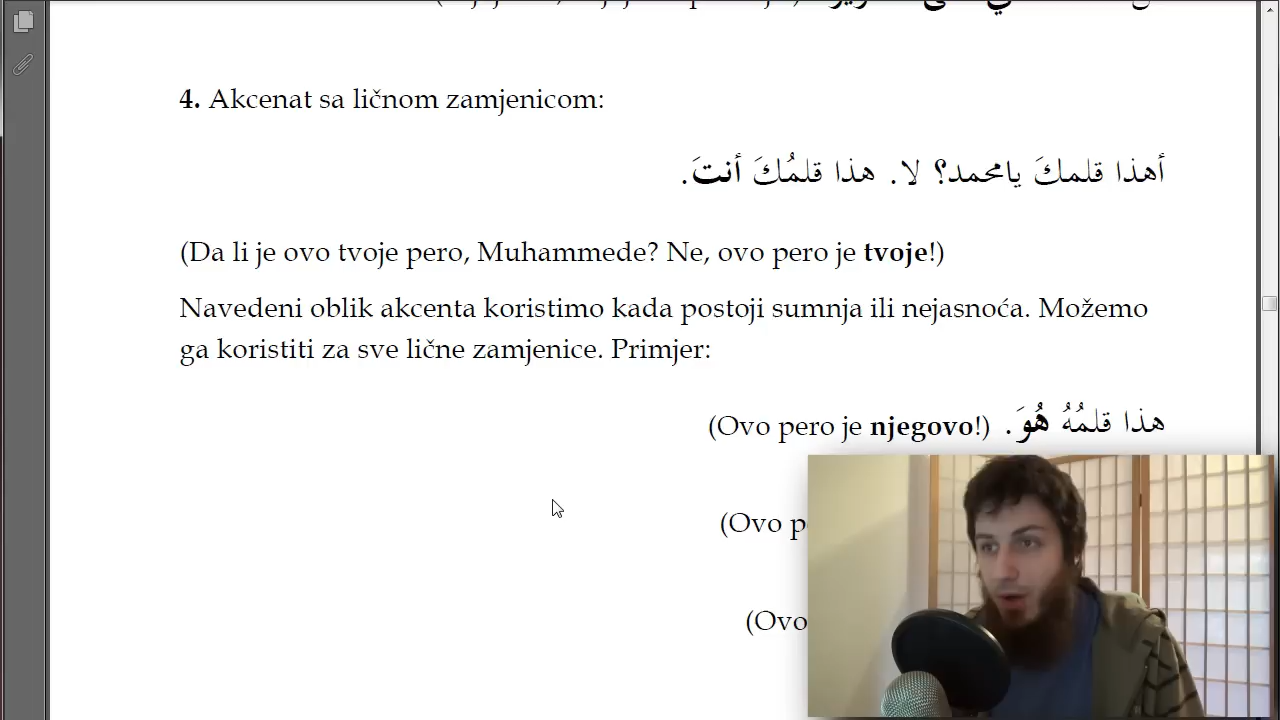 4. Akcenat sa ličnom zamjenicom:
أهذا قلمكَ يامحمد؟ لا. هذا قلمُكَ أنتَ.
(Da li je ovo tvoje pero, Muhammede? Ne, ovo pero je tvoje!)
Navedeni oblik akcenta koristimo kada postoji sumnja ili nejasnoća. Možemo
ga koristiti za sve lične zamjenice. Primjer:
هذا قلمُهُ هُوَ. (Ovo pero je njegovo!)
(Ovo
(Ovo